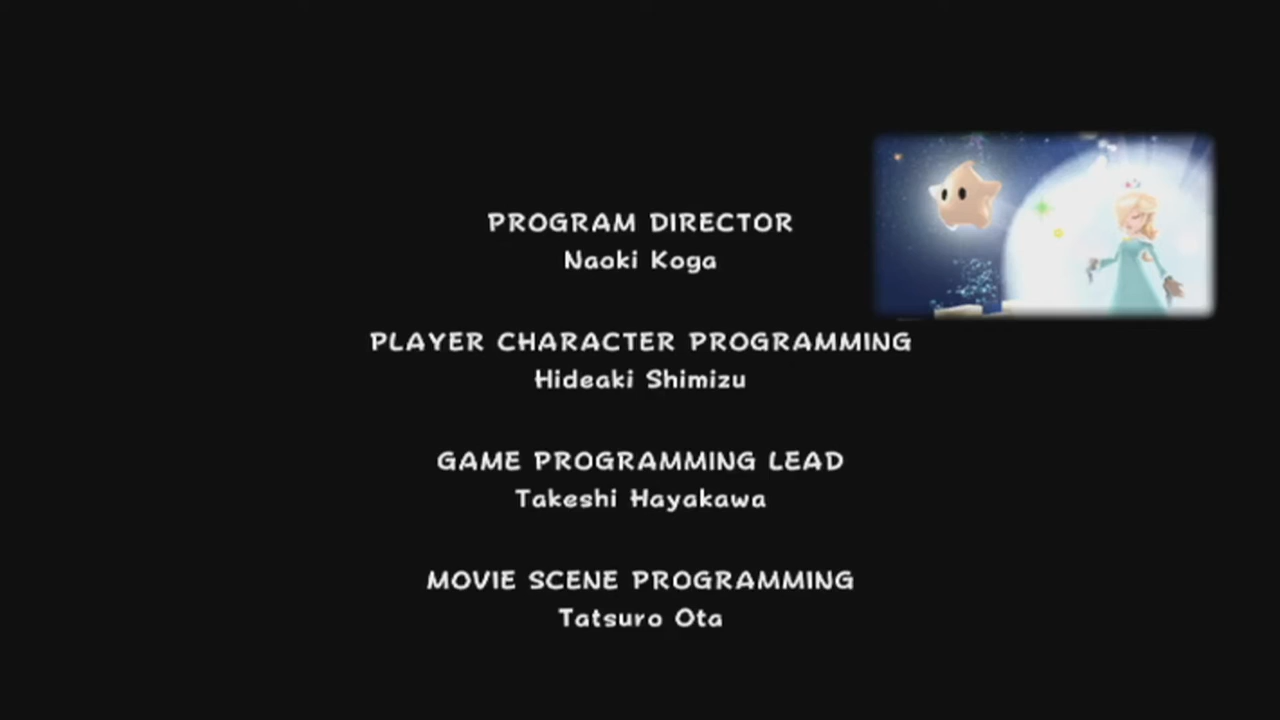 PROGRAM DIRECTOR
Naoki Koga
PLAYER CHARACTER PROGRAMMING
Hideaki Shimizu
GAME PROGRAMMING LEAD
Takeshi Hayakawa
MOVIE SCENE PROGRAMMING
Tatsuro Ota